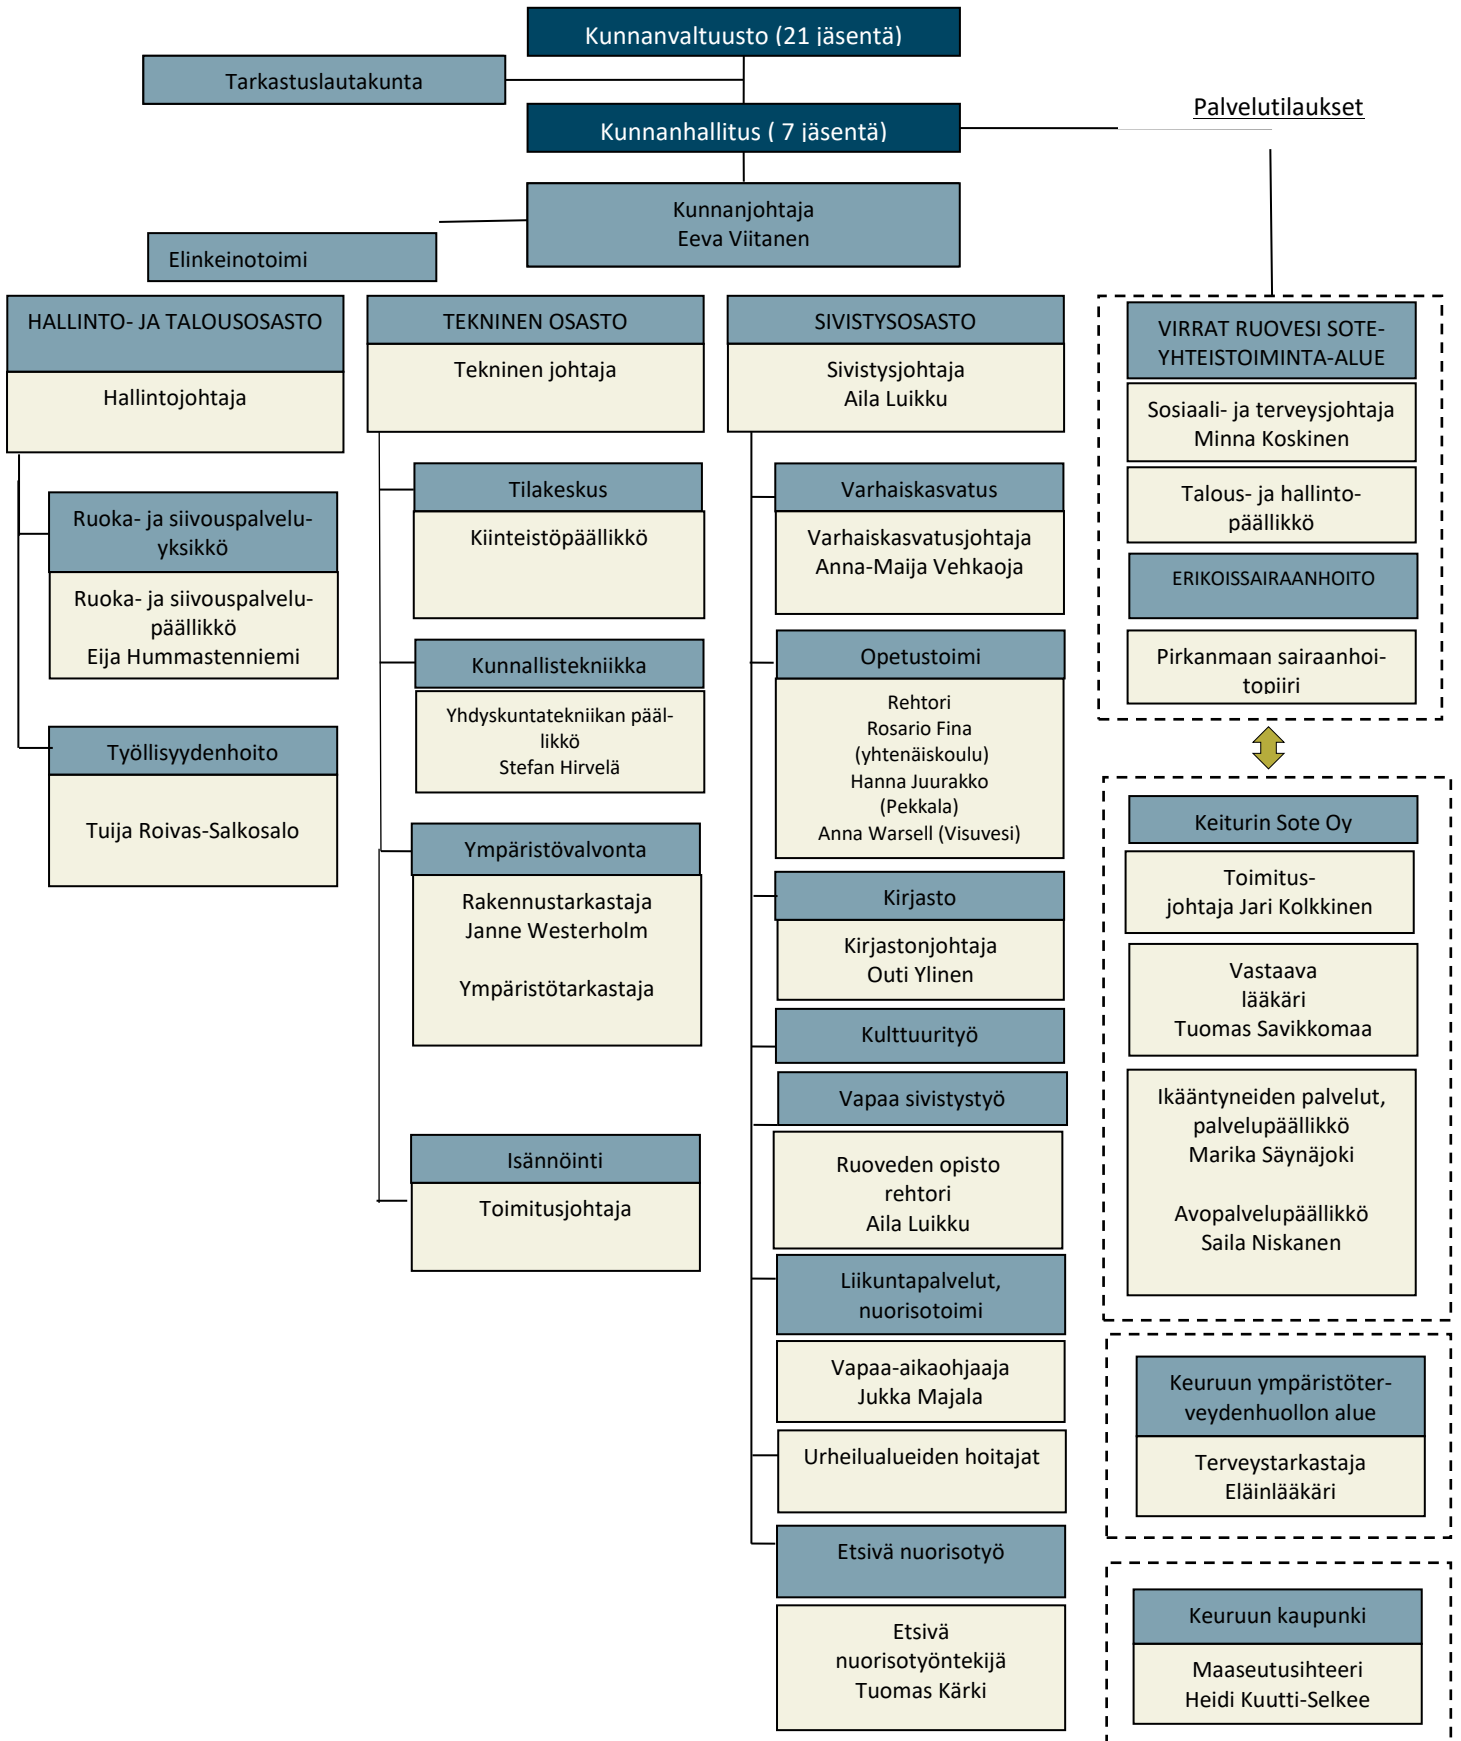 Kunnanvaltuusto (21 jäsentä)
Tarkastuslautakunta
Palvelutilaukset
Kunnanhallitus ( 7 jäsentä)
Kunnanjohtaja
Eeva Viitanen
Elinkeinotoimi
HALLINTO- JA TALOUSOSASTO
Hallintojohtaja
Ruoka- ja siivouspalvelu-
yksikkö
Ruoka- ja siivouspalvelu-
päällikkö
Eija Hummastenniemi
Työllisyydenhoito
Tuija Roivas-Salkosalo
TEKNINEN OSASTO
Tekninen johtaja
Tilakeskus
Kiinteistöpäällikkö
Kunnallistekniikka
Yhdyskuntatekniikan pääl-
likkö
Stefan Hirvelä
Ympäristövalvonta
Rakennustarkastaja
Janne Westerholm
Ympäristötarkastaja
Isännöinti
Toimitusjohtaja
SIVISTYSOSASTO
Sivistysjohtaja
Aila Luikku
Varhaiskasvatus
Varhaiskasvatusjohtaja
Anna-Maija Vehkaoja
Opetustoimi
Rehtori
Rosario Fina
(yhtenäiskoulu)
Hanna Juurakko
(Pekkala)
Anna Warsell (Visuvesi)
Kirjasto
Kirjastonjohtaja
Outi Ylinen
Kulttuurityö
Vapaa sivistystyö
Ruoveden opisto
rehtori
Aila Luikku
Liikuntapalvelut,
nuorisotoimi
Vapaa-aikaohjaaja
Jukka Majala
Urheilualueiden hoitajat
Etsivä nuorisotyö
Etsivä
nuorisotyöntekijä
Tuomas Kärki
VIRRAT RUOVESI SOTE-
YHTEISTOIMINTA-ALUE
Sosiaali- ja terveysjohtaja
Minna Koskinen
Talous- ja hallinto-
päällikkö
ERIKOISSAIRAANHOITO
Pirkanmaan sairaanhoi-
topiiri
Keiturin Sote Oy
Toimitus-
johtaja Jari Kolkkinen
Vastaava
lääkäri
Tuomas Savikkomaa
Ikääntyneiden palvelut,
palvelupäällikkö
Marika Säynäjoki
Avopalvelupäällikkö
Saila Niskanen
Keuruun ympäristöter-
veydenhuollon alue
Terveystarkastaja
Eläinlääkäri
Keuruun kaupunki
Maaseutusihteeri
Heidi Kuutti-Selkee